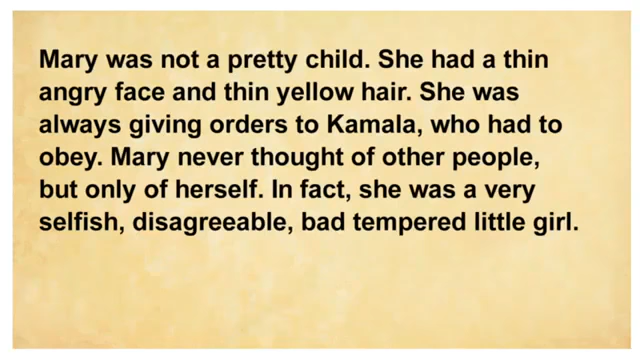 Mary was not a pretty child. She had a thin
angry face and thin yellow hair. She was
always giving orders to Kamala, who had to
obey. Mary never thought of other people,
but only of herself. In fact, she was a very
selfish, disagreeable, bad tempered little girl.